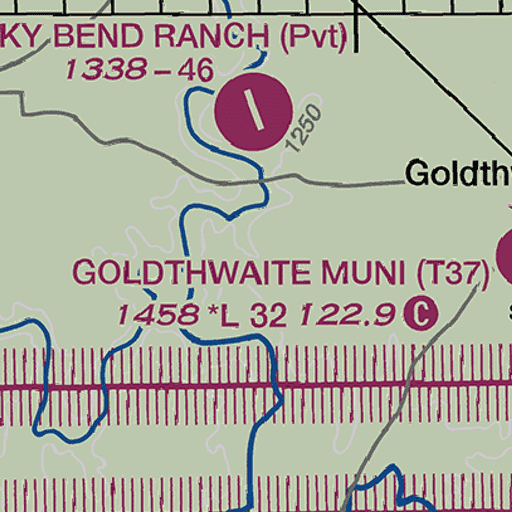 KY BEND RANCH (Pvt)
1338 – 46
1250
Goldthw
GOLDTHWAITE MUNI (T37)
1458 *L 32 122.9 C